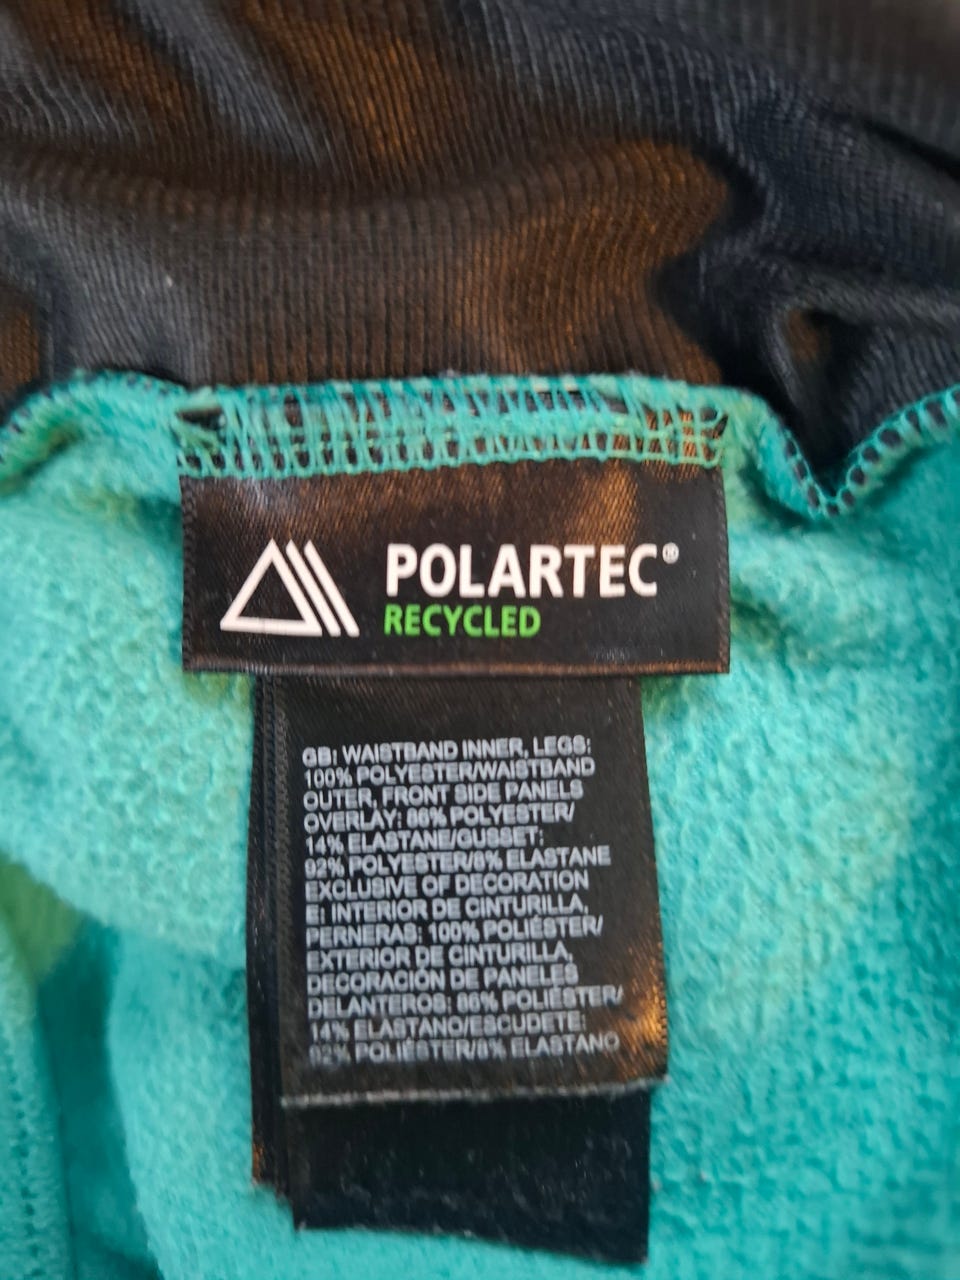 POLARTEC®
RECYCLED
GB: WAISTBAND INNER, LEGS:
100% POLYESTER/WAISTBAND
OUTER, FRONT SIDE PANELS
OVERLAY: 86% POLYESTER/
14% ELASTANE/GUSSET:
92% POLYESTER/8% ELASTANE
EXCLUSIVE OF DECORATION
E: INTERIOR DE CINTURILLA,
PERNERAS: 100% POLIÉSTER/
EXTERIOR DE CINTURILLA,
DECORACIÓN DE PANELES
DELANTEROS: 86% POLIÉSTER/
14% ELASTANO/ESCUDETE:
92% POLIÉSTER/8% ELASTANO